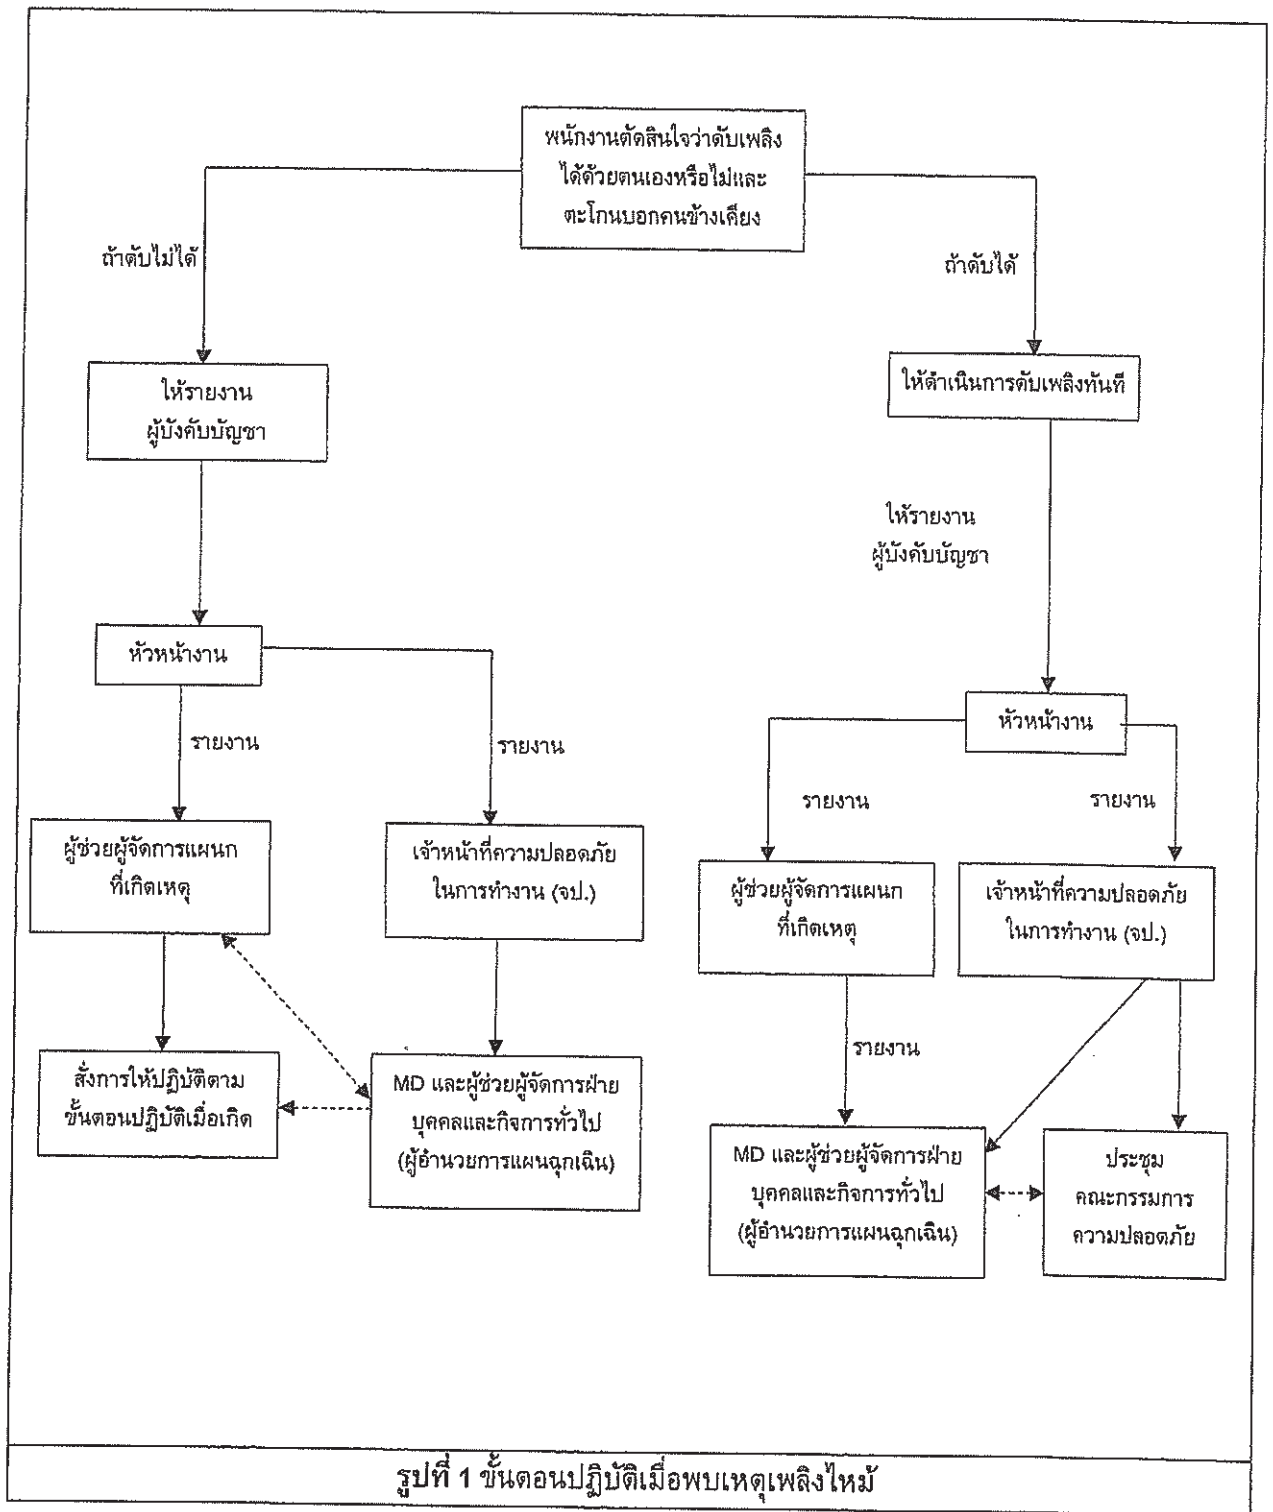 พนักงานตัดสินใจว่าดับเพลิง
ได้ด้วยตนเองหรือไม่และ
ตะโกนบอกคนข้างเคียง
ถ้าดับไม่ได้
ถ้าดับได้
ให้รายงาน
ผู้บังคับบัญชา
ให้ดำเนินการดับเพลิงทันที
ให้รายงาน
ผู้บังคับบัญชา
หัวหน้างาน
หัวหน้างาน
รายงาน
รายงาน
รายงาน
รายงาน
ผู้ช่วยผู้จัดการแผนก
ที่เกิดเหตุ
เจ้าหน้าที่ความปลอดภัย
ในการทำงาน (จป.)
ผู้ช่วยผู้จัดการแผนก
ที่เกิดเหตุ
เจ้าหน้าที่ความปลอดภัย
ในการทำงาน (จป.)
รายงาน
สั่งการให้ปฏิบัติตาม
ขั้นตอนปฏิบัติเมื่อเกิด
MD และผู้ช่วยผู้จัดการฝ่าย
บุคคลและกิจการทั่วไป
(ผู้อำนวยการแผนฉุกเฉิน)
MD และผู้ช่วยผู้จัดการฝ่าย
บุคคลและกิจการทั่วไป
(ผู้อำนวยการแผนฉุกเฉิน)
ประชุม
คณะกรรมการ
ความปลอดภัย
รูปที่ 1 ขั้นตอนปฏิบัติเมื่อพบเหตุเพลิงไหม้